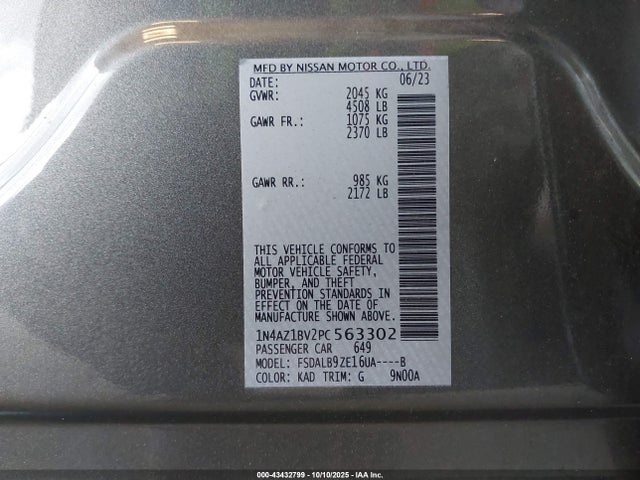 MFD BY NISSAN MOTOR CO., LTD.
DATE: 06/23
GVWR: 2045 KG
4508 LB
GAWR FR.: 1075 KG
2370 LB
GAWR RR.: 985 KG
2172 LB
THIS VEHICLE CONFORMS TO
ALL APPLICABLE FEDERAL
MOTOR VEHICLE SAFETY,
BUMPER, AND THEFT
PREVENTION STANDARDS IN
EFFECT ON THE DATE OF
MANUFACTURE SHOWN ABOVE.
1N4AZ1BV2PC563302
PASSENGER CAR 649
MODEL: FSDALB9ZE16UA----B
COLOR: KAD TRIM: G 9N00A
000-43432799 - 10/10/2025 - IAA Inc.